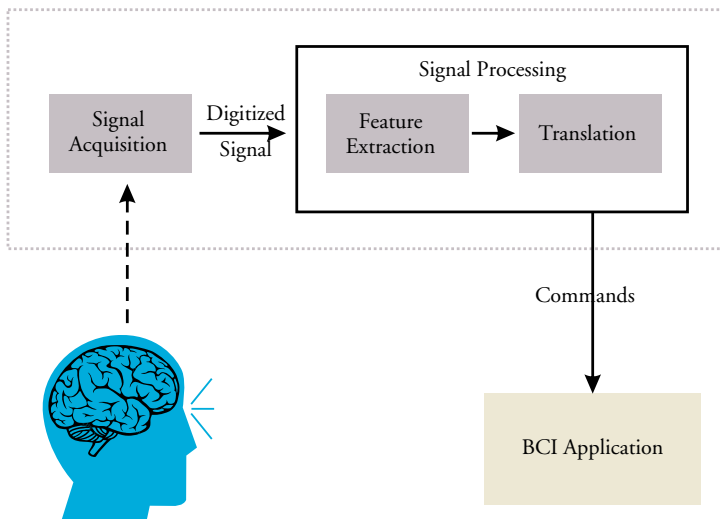 Signal Processing
Signal
Acquisition
Digitized
Signal
Feature
Extraction
Translation
Commands
BCI Application